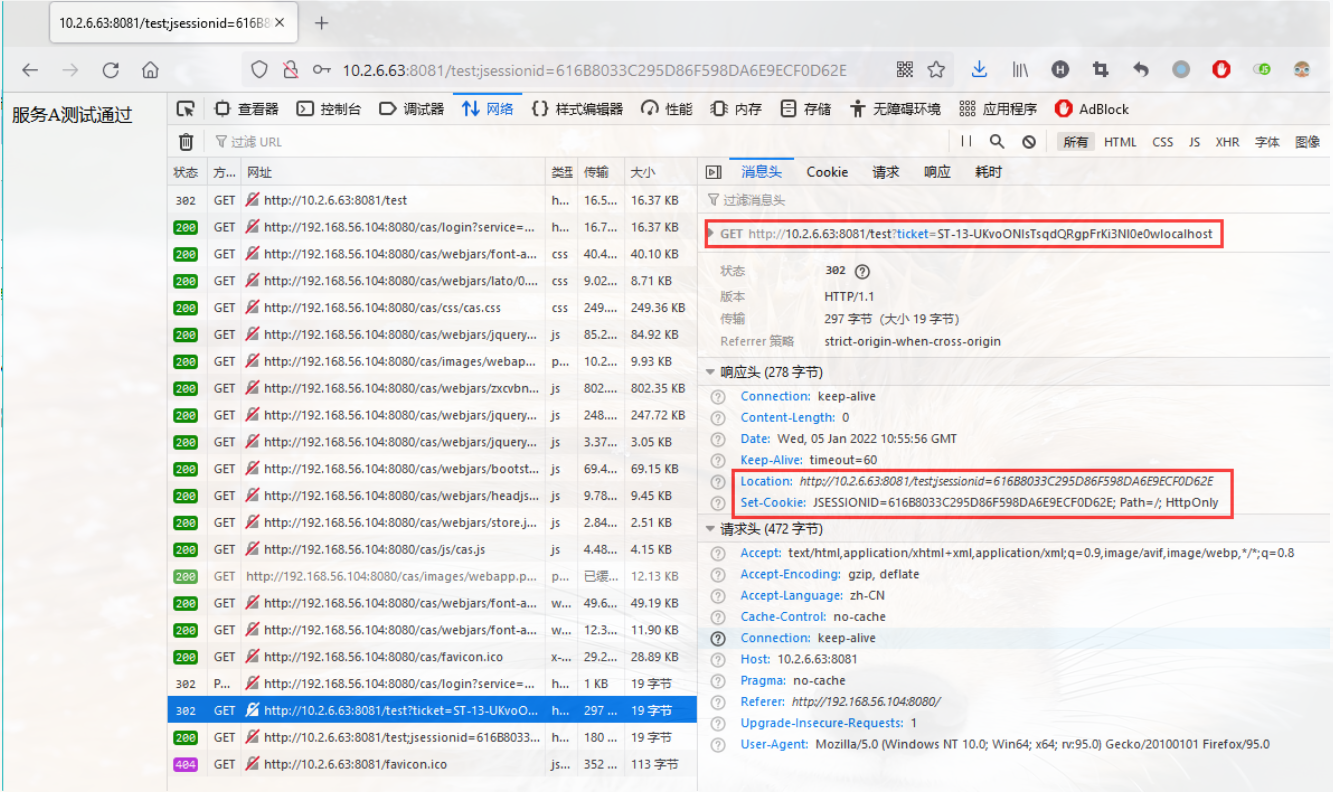 10.2.6.63:8081/test;jsessionid=616B8
10.2.6.63:8081/test;jsessionid=616B8033C295D86F598DA6E9ECF0D62E
服务A测试通过
查看器 控制台 调试器 网络 样式编辑器 性能 内存 存储 无障碍环境 应用程序 AdBlock
过滤 URL
所有 HTML CSS JS XHR 字体 图像
状态 方... 网址 类型 传输 大小
302 GET http://10.2.6.63:8081/test h... 16.5... 16.37 KB
200 GET http://192.168.56.104:8080/cas/login?service=... h... 16.7... 16.37 KB
200 GET http://192.168.56.104:8080/cas/webjars/font-a... css 40.4... 40.10 KB
200 GET http://192.168.56.104:8080/cas/webjars/lato/0.... css 9.02... 8.71 KB
200 GET http://192.168.56.104:8080/cas/css/cas.css css 249.... 249.36 KB
200 GET http://192.168.56.104:8080/cas/webjars/jquery... js 85.2... 84.92 KB
200 GET http://192.168.56.104:8080/cas/images/webap... p... 10.2... 9.93 KB
200 GET http://192.168.56.104:8080/cas/webjars/zxcvbn... js 802.... 802.35 KB
200 GET http://192.168.56.104:8080/cas/webjars/jquery... js 248.... 247.72 KB
200 GET http://192.168.56.104:8080/cas/webjars/jquery... js 3.37... 3.05 KB
200 GET http://192.168.56.104:8080/cas/webjars/bootst... js 69.4... 69.15 KB
200 GET http://192.168.56.104:8080/cas/webjars/headjs... js 9.78... 9.45 KB
200 GET http://192.168.56.104:8080/cas/webjars/store.j... js 2.84... 2.51 KB
200 GET http://192.168.56.104:8080/cas/js/cas.js js 4.48... 4.15 KB
200 GET http://192.168.56.104:8080/cas/images/webapp.p... p... 已缓... 12.13 KB
200 GET http://192.168.56.104:8080/cas/webjars/font-a... w... 49.6... 49.19 KB
200 GET http://192.168.56.104:8080/cas/webjars/font-a... w... 12.3... 11.90 KB
200 GET http://192.168.56.104:8080/cas/favicon.ico x-... 29.2... 28.89 KB
302 P... http://192.168.56.104:8080/cas/login?service=... h... 1 KB 19 字节
302 GET http://10.2.6.63:8081/test?ticket=ST-13-UKvoO... h... 297 ... 19 字节
200 GET http://10.2.6.63:8081/test;jsessionid=616B8033... h... 180 ... 19 字节
404 GET http://10.2.6.63:8081/favicon.ico js... 352 ... 113 字节
消息头 Cookie 请求 响应 耗时
过滤消息头
GET http://10.2.6.63:8081/test?ticket=ST-13-UKvoONIsTsqdQRgpFrKi3NI0e0wlocalhost
状态 302
版本 HTTP/1.1
传输 297 字节 (大小 19 字节)
Referrer 策略 strict-origin-when-cross-origin
响应头 (278 字节)
Connection: keep-alive
Content-Length: 0
Date: Wed, 05 Jan 2022 10:55:56 GMT
Keep-Alive: timeout=60
Location: http://10.2.6.63:8081/test;jsessionid=616B8033C295D86F598DA6E9ECF0D62E
Set-Cookie: JSESSIONID=616B8033C295D86F598DA6E9ECF0D62E; Path=/; HttpOnly
请求头 (472 字节)
Accept: text/html,application/xhtml+xml,application/xml;q=0.9,image/avif,image/webp,*/*;q=0.8
Accept-Encoding: gzip, deflate
Accept-Language: zh-CN
Cache-Control: no-cache
Connection: keep-alive
Host: 10.2.6.63:8081
Pragma: no-cache
Referer: http://192.168.56.104:8080/
Upgrade-Insecure-Requests: 1
User-Agent: Mozilla/5.0 (Windows NT 10.0; Win64; x64; rv:95.0) Gecko/20100101 Firefox/95.0